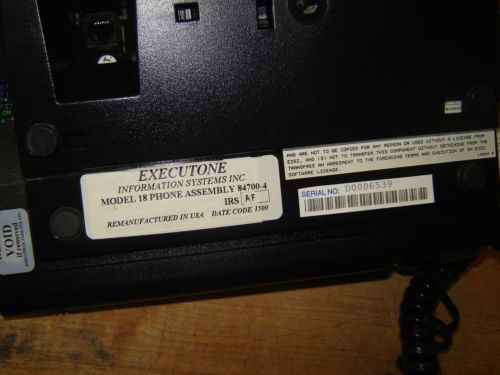 EXECUTONE
INFORMATION SYSTEMS INC.
MODEL 18 PHONE ASSEMBLY 84700-4
IRS AF
REMANUFACTURED IN USA DATE CODE 1500
AND ARE NOT TO BE COPIED FOR ANY REASON OR USED WITHOUT A LICENSE FROM
EISI, AND (3) NOT TO TRANSFER THIS COMPONENT WITHOUT OBTAINING FROM THE
TRANSFREE AN AGREEMENT TO THE FOREGOING TERMS AND EXECUTION OF AN EISI
SOFTWARE LICENSE.
SERIAL NO: D0006539
VOID
if removed